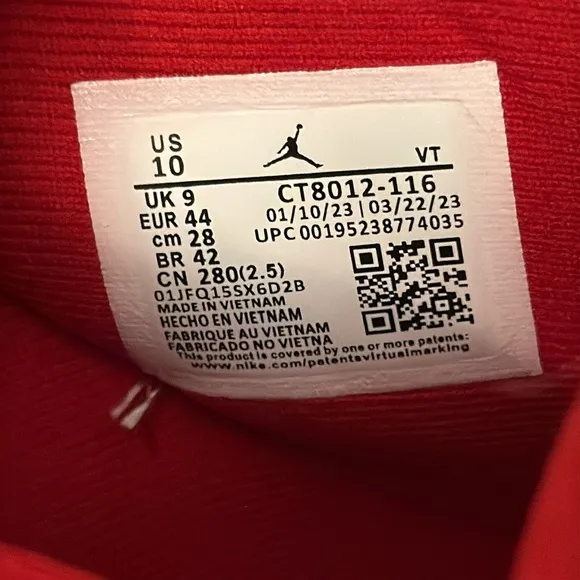 US
10
VT
UK 9
CT8012-116
EUR 44
01/10/23 | 03/22/23
cm 28
UPC 00195238774035
BR 42
CN 280(2.5)
01JFQ15SX6D2B
MADE IN VIETNAM
HECHO EN VIETNAM
FABRIQUE AU VIETNAM
FABRICADO NO VIETNA
This product is covered by one or more patents:
www.nike.com/patentsvirtualmarking